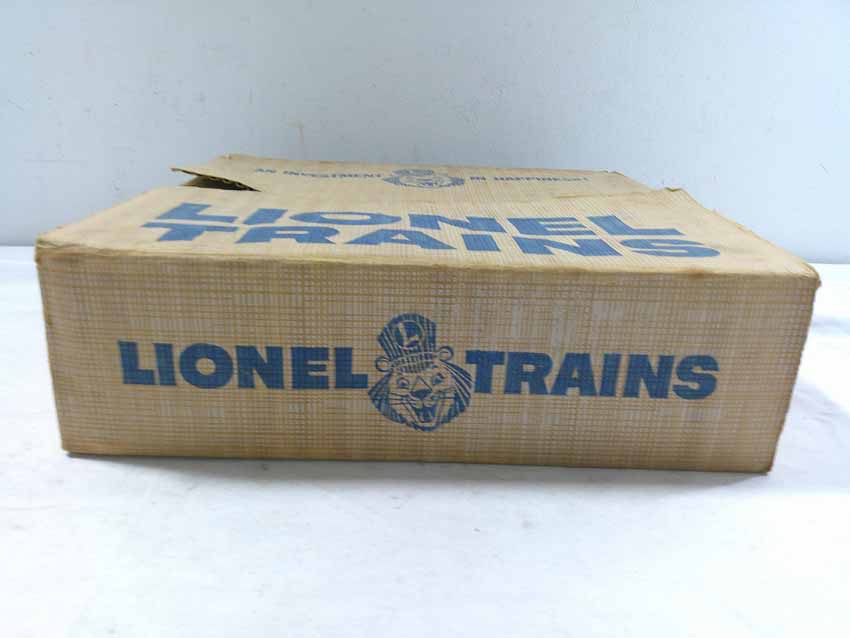 AN INVESTMENT IN HAPPINESS!
LIONEL
TRAINS
LIONEL L TRAINS